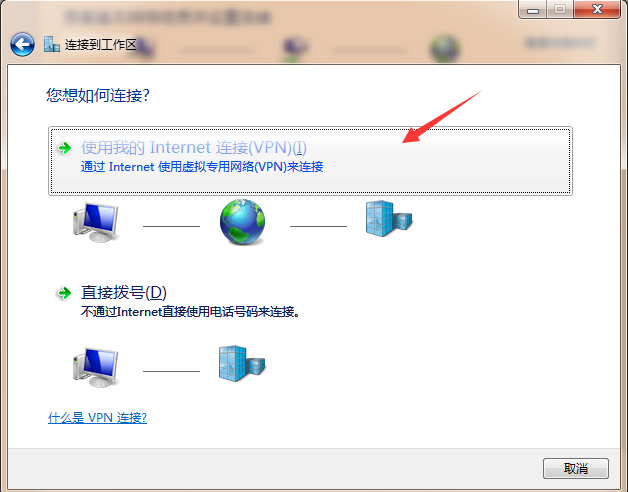 连接到工作区
您想如何连接?
使用我的 Internet 连接(VPN)(I)
通过 Internet 使用虚拟专用网络(VPN)来连接
直接拨号(D)
不通过Internet直接使用电话号码来连接。
什么是 VPN 连接?
取消